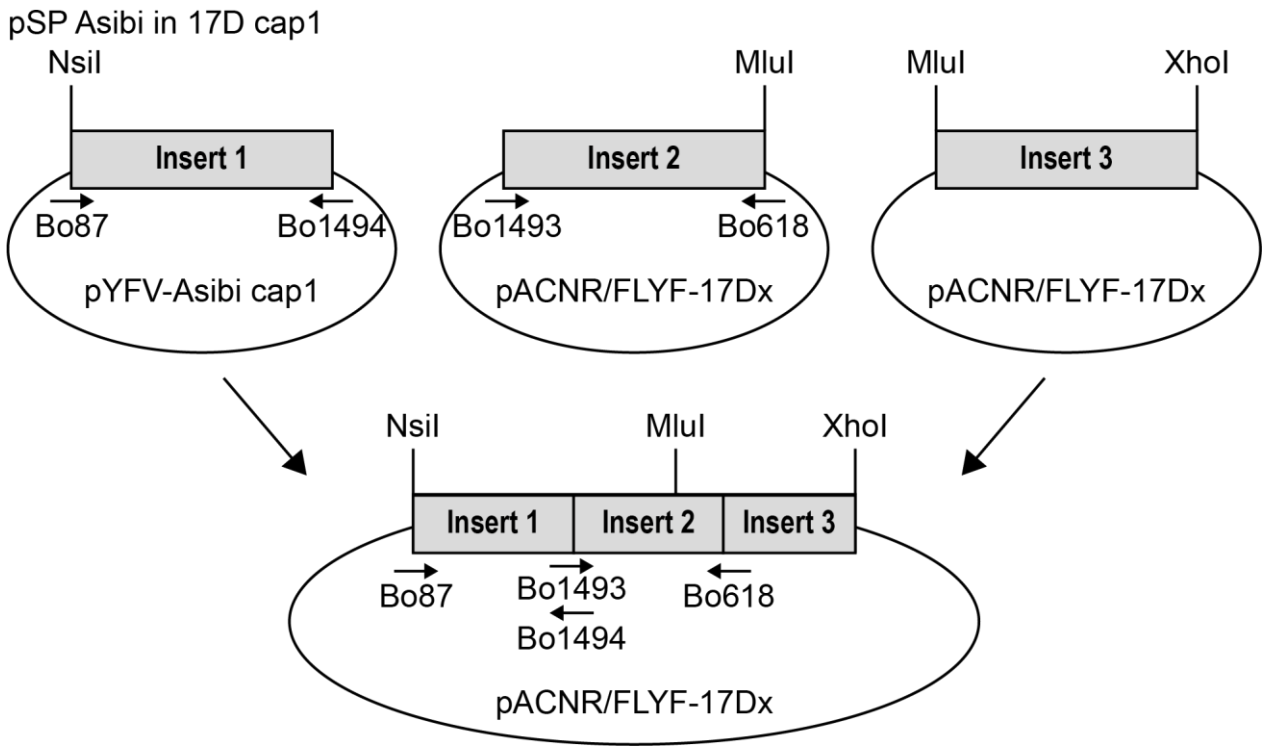 pSP Asibi in 17D cap1
NsiI
MluI
MluI
XhoI
Insert 1
Insert 2
Insert 3
Bo87
Bo1494
Bo1493
Bo618
pYFV-Asibi cap1
pACNR/FLYF-17Dx
pACNR/FLYF-17Dx
NsiI
MluI
XhoI
Insert 1
Insert 2
Insert 3
Bo87
Bo1493
Bo618
Bo1494
pACNR/FLYF-17Dx